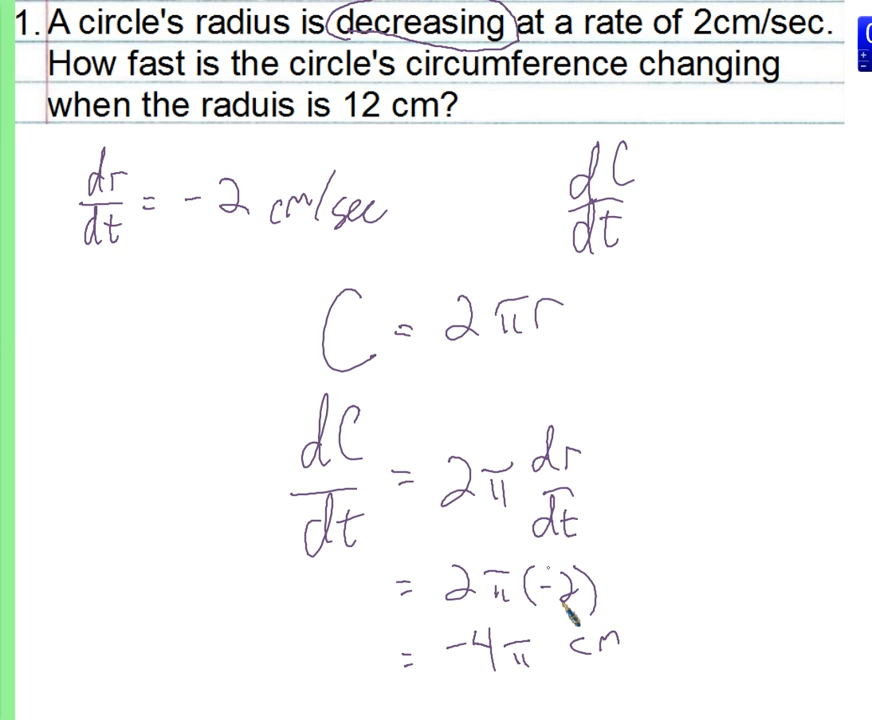 1. A circle's radius is decreasing at a rate of 2cm/sec.
How fast is the circle's circumference changing
when the raduis is 12 cm?
dr/dt = -2 cm/sec dC/dt
C = 2πr
dC/dt = 2π dr/dt
= 2π(-2)
= -4π cm